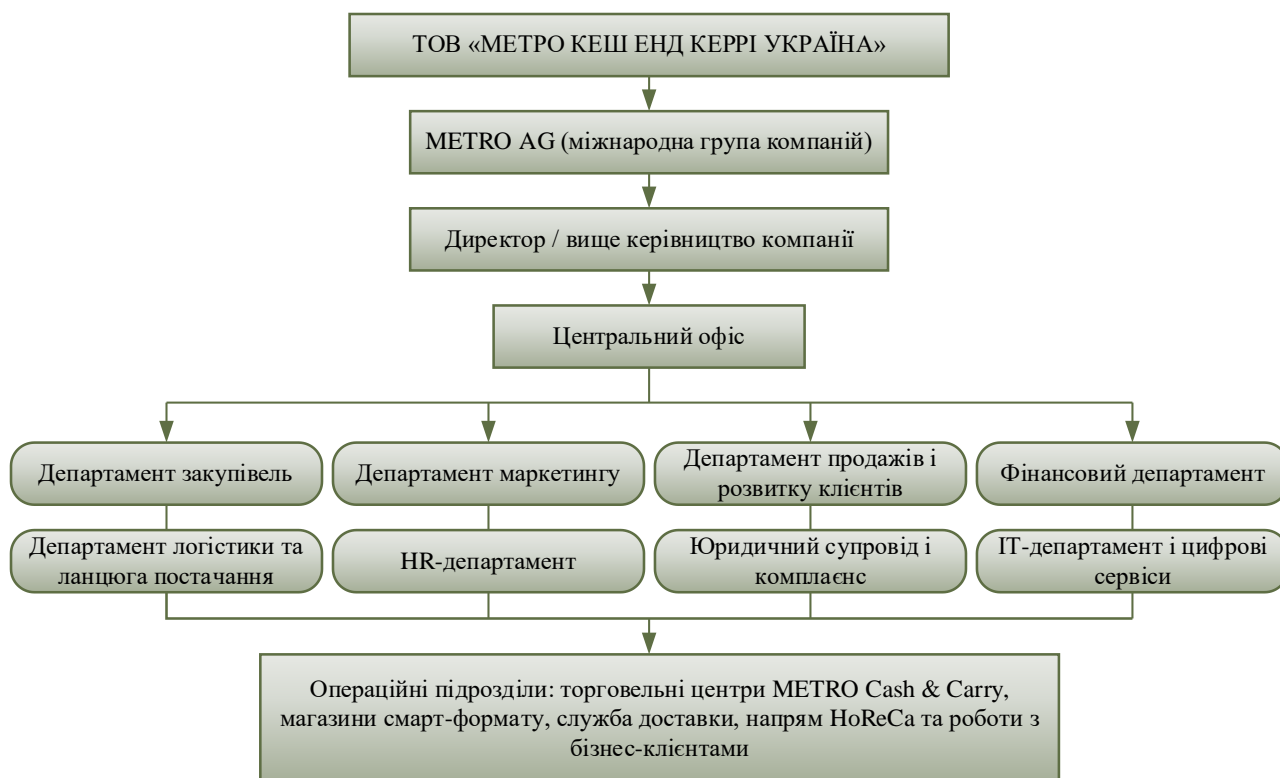 ТОВ «МЕТРО КЕШ ЕНД КЕРРІ УКРАЇНА»
METRO AG (міжнародна група компаній)
Директор / вище керівництво компанії
Центральний офіс
Департамент закупівель
Департамент маркетингу
Департамент продажів і
розвитку клієнтів
Фінансовий департамент
Департамент логістики та
ланцюга постачання
HR-департамент
Юридичний супровід і
комплаєнс
ІТ-департамент і цифрові
сервіси
Операційні підрозділи: торговельні центри METRO Cash & Carry,
магазини смарт-формату, служба доставки, напрям HoReCa та роботи з
бізнес-клієнтами